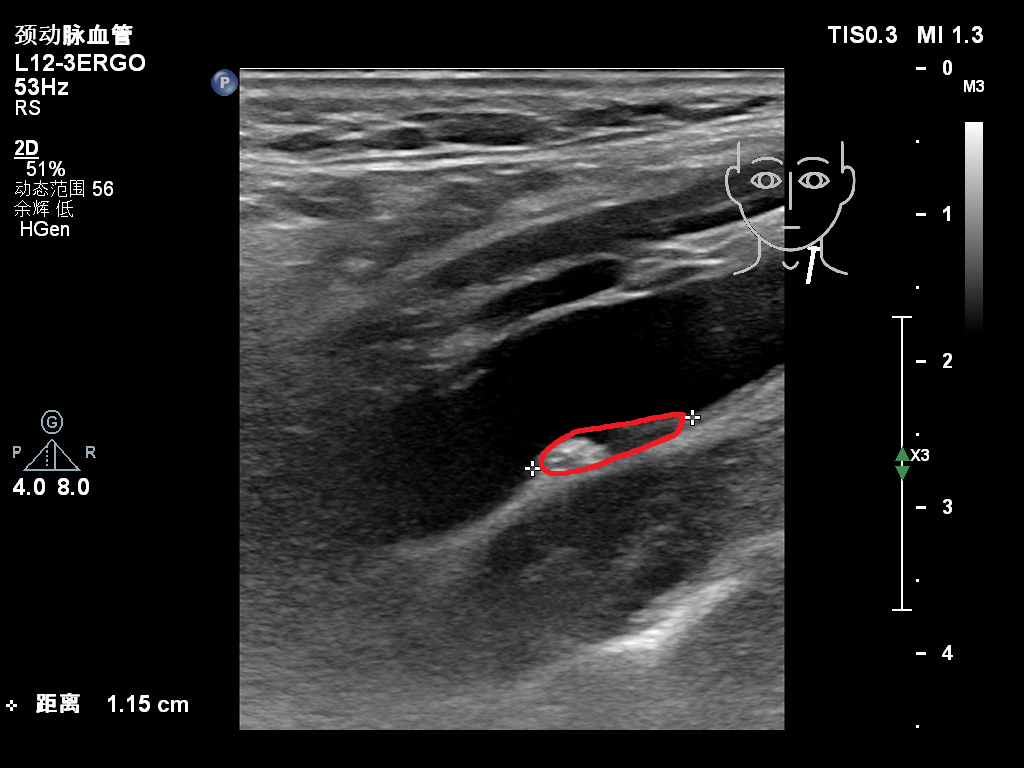 颈动脉血管
L12-3ERGO
53Hz
RS
2D
51%
动态范围 56
余辉 低
HGen
P
TIS0.3 MI 1.3
0
M3
1
2
X3
3
4
G
P R
4.0 8.0
距离 1.15 cm